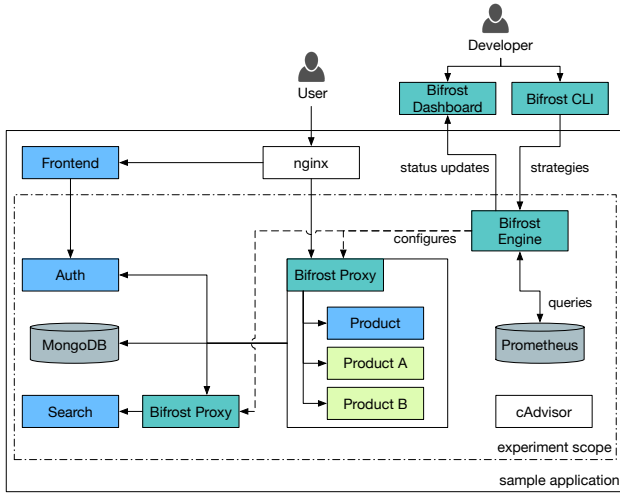 Developer
User
Bifrost
Dashboard
Bifrost CLI
Frontend
nginx
status updates
strategies
Bifrost
Engine
configures
Auth
Bifrost Proxy
queries
MongoDB
Product
Prometheus
Product A
Search
Bifrost Proxy
Product B
cAdvisor
experiment scope
sample application